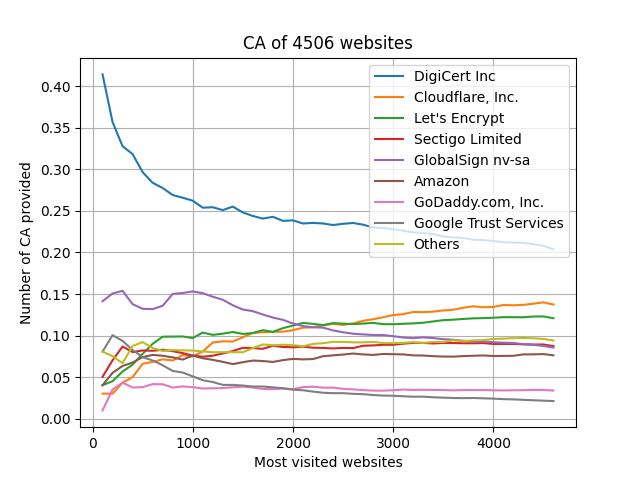 CA of 4506 websites
Number of CA provided
0.40
0.35
0.30
0.25
0.20
0.15
0.10
0.05
0.00
DigiCert Inc
Cloudflare, Inc.
Let's Encrypt
Sectigo Limited
GlobalSign nv-sa
Amazon
GoDaddy.com, Inc.
Google Trust Services
Others
0 1000 2000 3000 4000
Most visited websites